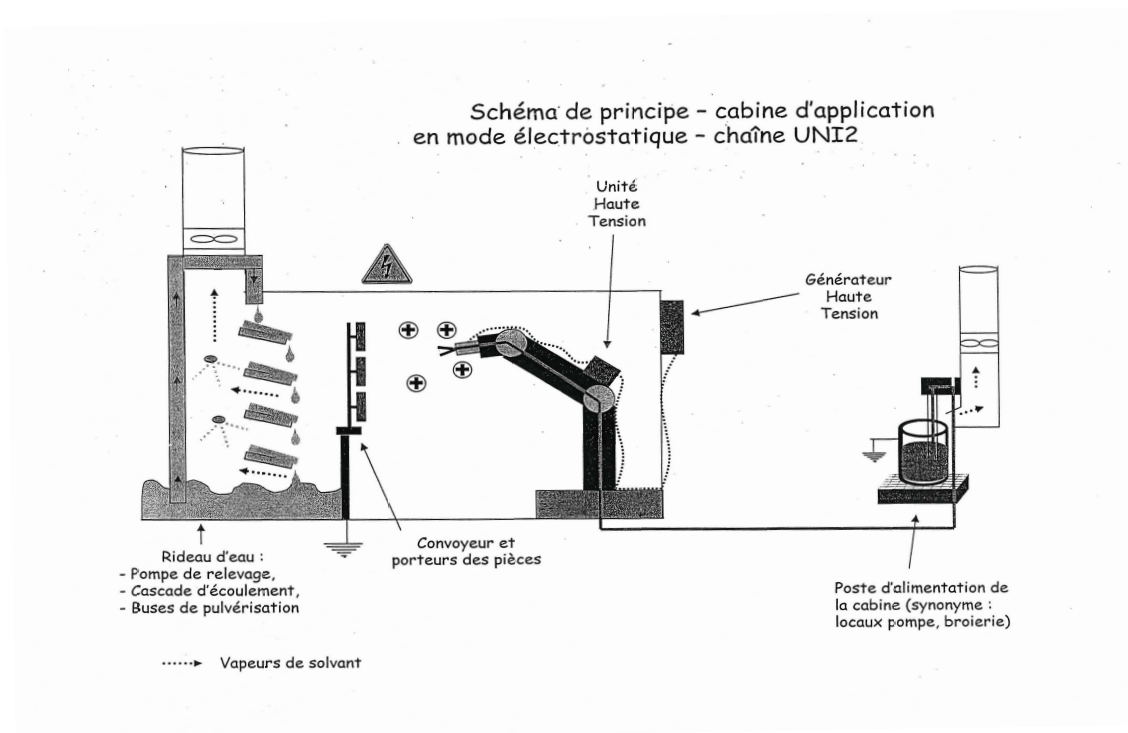 Schéma de principe – cabine d'application
en mode électrostatique – chaîne UNI2
Unité
Haute
Tension
Générateur
Haute
Tension
Convoyeur et
porteurs des pièces
Rideau d'eau :
- Pompe de relevage,
- Cascade d'écoulement,
- Buses de pulvérisation
Poste d'alimentation de
la cabine (synonyme :
locaux pompe, broierie)
Vapeurs de solvant